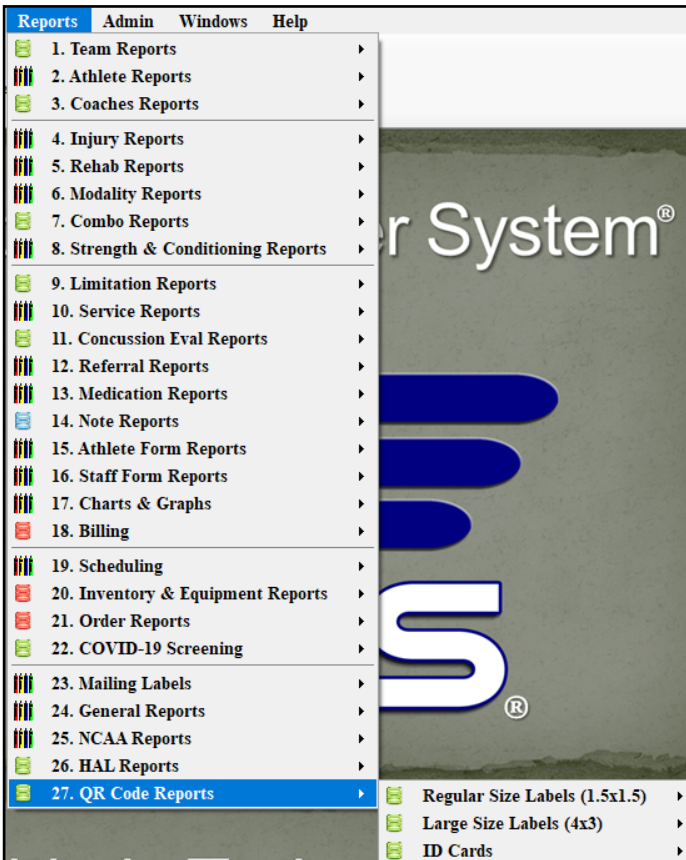 Reports Admin Windows Help
1. Team Reports
2. Athlete Reports
3. Coaches Reports
4. Injury Reports
5. Rehab Reports
6. Modality Reports
7. Combo Reports
8. Strength & Conditioning Reports
r System®
9. Limitation Reports
10. Service Reports
11. Concussion Eval Reports
12. Referral Reports
13. Medication Reports
14. Note Reports
15. Athlete Form Reports
16. Staff Form Reports
17. Charts & Graphs
18. Billing
19. Scheduling
20. Inventory & Equipment Reports
21. Order Reports
22. COVID-19 Screening
S®
23. Mailing Labels
24. General Reports
25. NCAA Reports
26. HAL Reports
27. QR Code Reports
Regular Size Labels (1.5x1.5)
Large Size Labels (4x3)
ID Cards